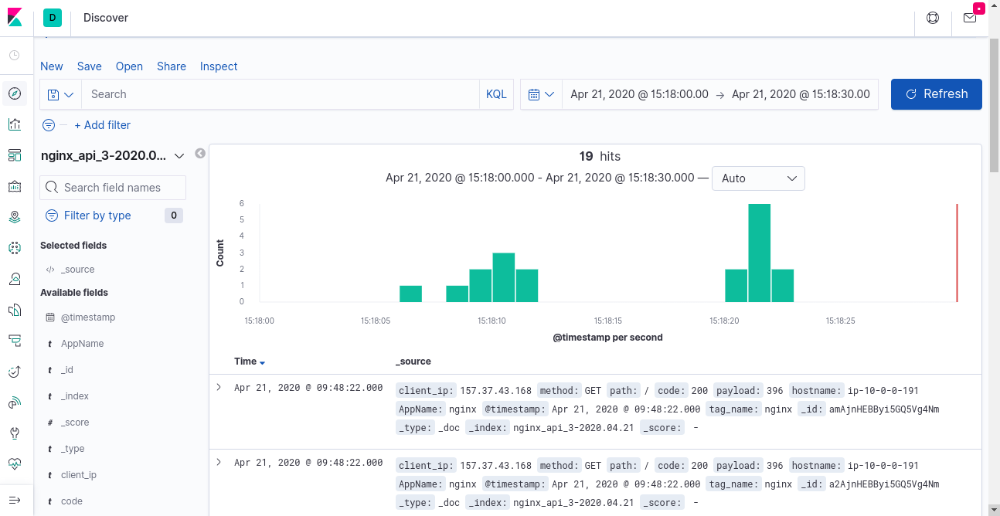 D Discover
New Save Open Share Inspect
Search KQL Apr 21, 2020 @ 15:18:00.00 → Apr 21, 2020 @ 15:18:30.00 Refresh
+ Add filter
nginx_api_3-2020.0...
Search field names
Filter by type 0
Selected fields
_source
Available fields
@timestamp
t AppName
t _id
t _index
# _score
t _type
t client_ip
t code
19 hits
Apr 21, 2020 @ 15:18:00.000 - Apr 21, 2020 @ 15:18:30.000 — Auto
Count
6
5
4
3
2
1
0
15:18:00 15:18:05 15:18:10 15:18:15 15:18:20 15:18:25
@timestamp per second
Time _source
Apr 21, 2020 @ 09:48:22.000 client_ip: 157.37.43.168 method: GET path: / code: 200 payload: 396 hostname: ip-10-0-0-191
AppName: nginx @timestamp: Apr 21, 2020 @ 09:48:22.000 tag_name: nginx _id: amAjnHEBByi5GQ5Vg4Nm
_type: _doc _index: nginx_api_3-2020.04.21 _score: -
Apr 21, 2020 @ 09:48:22.000 client_ip: 157.37.43.168 method: GET path: / code: 200 payload: 396 hostname: ip-10-0-0-191
AppName: nginx @timestamp: Apr 21, 2020 @ 09:48:22.000 tag_name: nginx _id: a2AjnHEBByi5GQ5Vg4Nm
_type: _doc _index: nginx_api_3-2020.04.21 _score: -